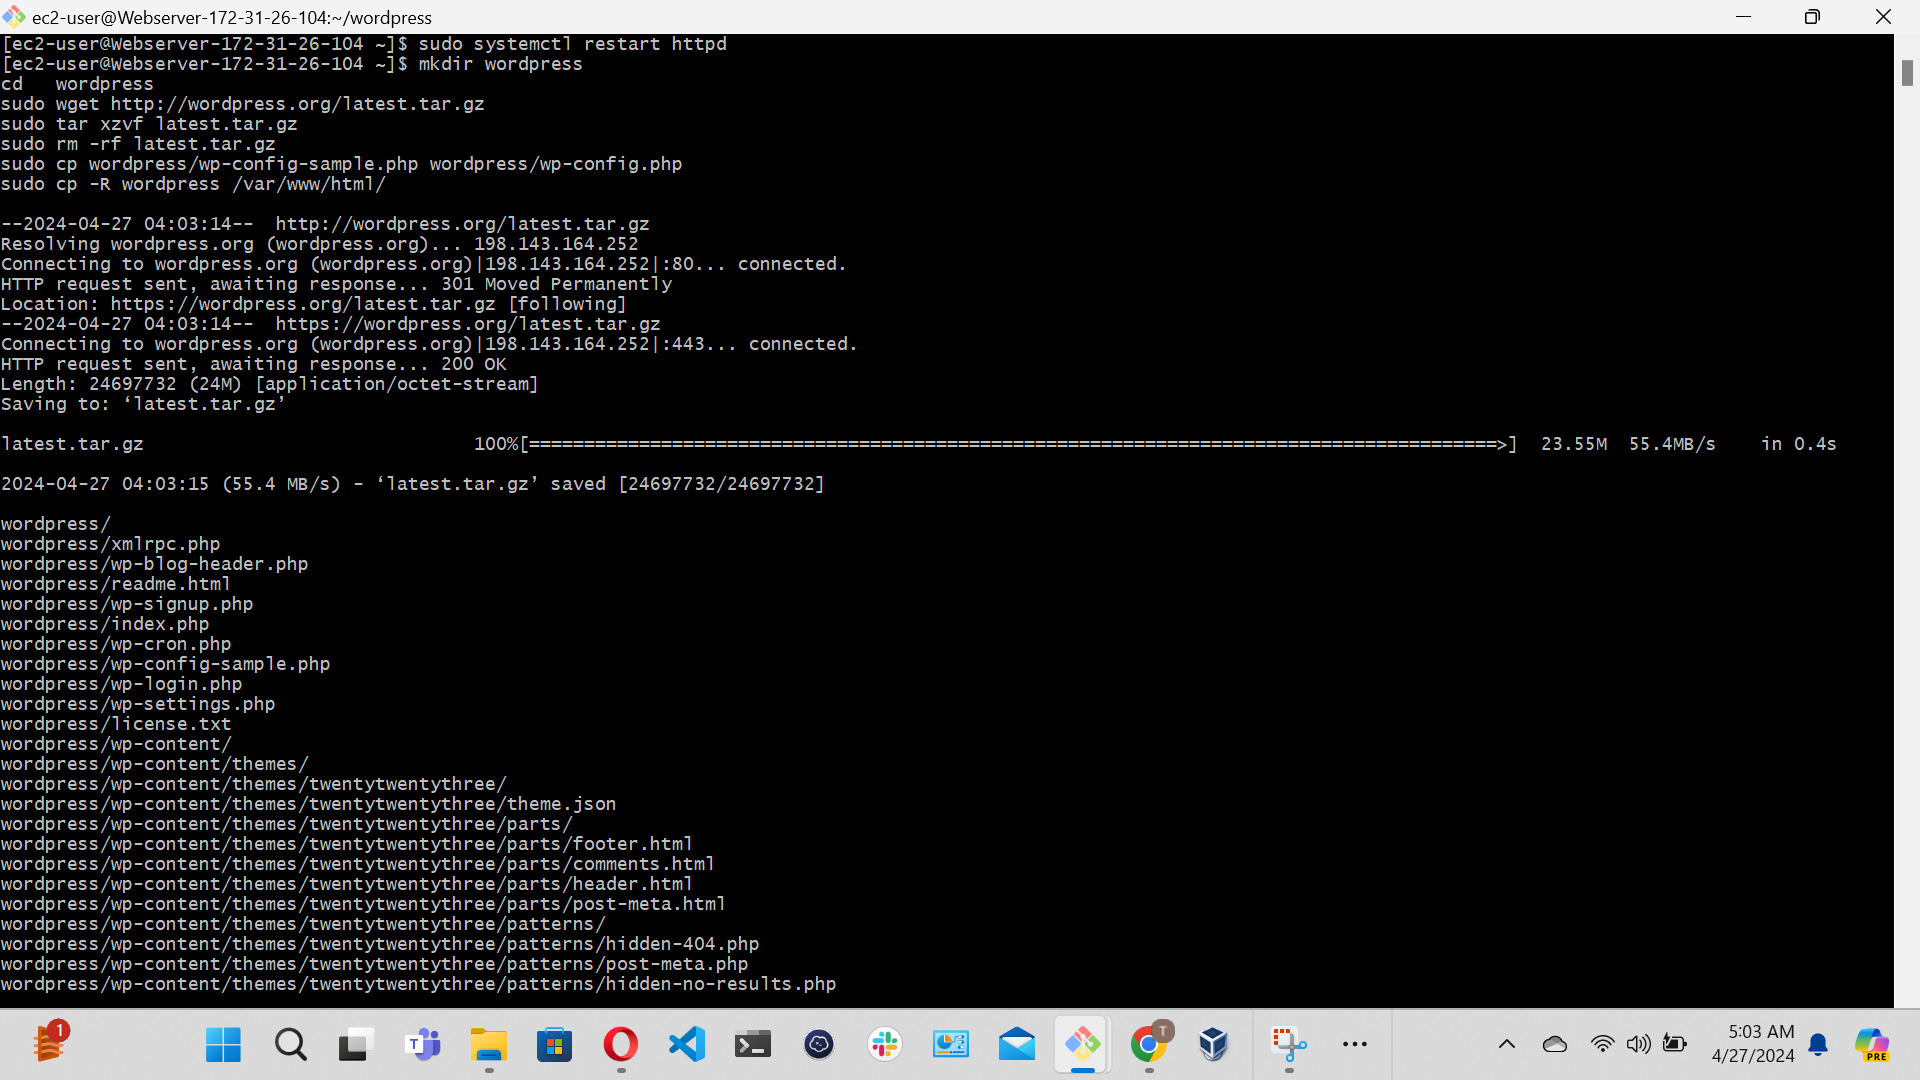 ec2-user@Webserver-172-31-26-104:~/wordpress
[ec2-user@Webserver-172-31-26-104 ~]$ sudo systemctl restart httpd
[ec2-user@Webserver-172-31-26-104 ~]$ mkdir wordpress
cd   wordpress
sudo wget http://wordpress.org/latest.tar.gz
sudo tar xzvf latest.tar.gz
sudo rm -rf latest.tar.gz
sudo cp wordpress/wp-config-sample.php wordpress/wp-config.php
sudo cp -R wordpress /var/www/html/
--2024-04-27 04:03:14--  http://wordpress.org/latest.tar.gz
Resolving wordpress.org (wordpress.org)... 198.143.164.252
Connecting to wordpress.org (wordpress.org)|198.143.164.252|:80... connected.
HTTP request sent, awaiting response... 301 Moved Permanently
Location: https://wordpress.org/latest.tar.gz [following]
--2024-04-27 04:03:14--  https://wordpress.org/latest.tar.gz
Connecting to wordpress.org (wordpress.org)|198.143.164.252|:443... connected.
HTTP request sent, awaiting response... 200 OK
Length: 24697732 (24M) [application/octet-stream]
Saving to: ‘latest.tar.gz’
latest.tar.gz                              100%[========================================================================================>]  23.55M  55.4MB/s    in 0.4s
2024-04-27 04:03:15 (55.4 MB/s) - ‘latest.tar.gz’ saved [24697732/24697732]
wordpress/
wordpress/xmlrpc.php
wordpress/wp-blog-header.php
wordpress/readme.html
wordpress/wp-signup.php
wordpress/index.php
wordpress/wp-cron.php
wordpress/wp-config-sample.php
wordpress/wp-login.php
wordpress/wp-settings.php
wordpress/license.txt
wordpress/wp-content/
wordpress/wp-content/themes/
wordpress/wp-content/themes/twentytwentythree/
wordpress/wp-content/themes/twentytwentythree/theme.json
wordpress/wp-content/themes/twentytwentythree/parts/
wordpress/wp-content/themes/twentytwentythree/parts/footer.html
wordpress/wp-content/themes/twentytwentythree/parts/comments.html
wordpress/wp-content/themes/twentytwentythree/parts/header.html
wordpress/wp-content/themes/twentytwentythree/parts/post-meta.html
wordpress/wp-content/themes/twentytwentythree/patterns/
wordpress/wp-content/themes/twentytwentythree/patterns/hidden-404.php
wordpress/wp-content/themes/twentytwentythree/patterns/post-meta.php
wordpress/wp-content/themes/twentytwentythree/patterns/hidden-no-results.php
1
T
T
5:03 AM
4/27/2024
PRE